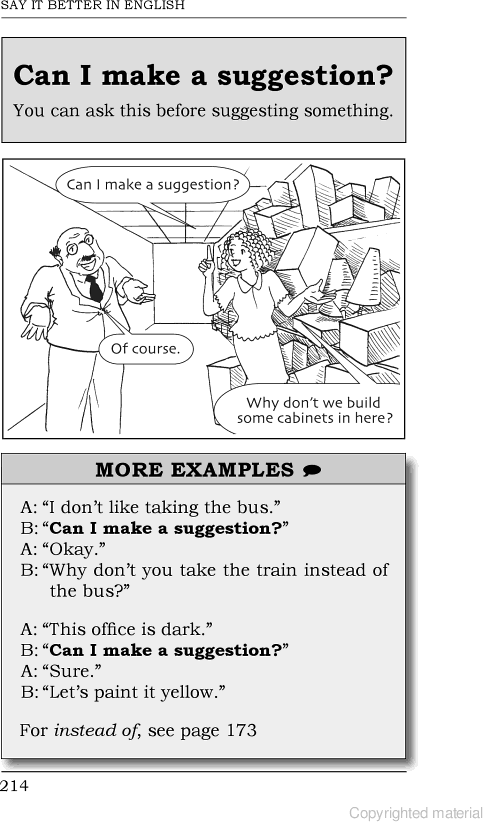 SAY IT BETTER IN ENGLISH
Can I make a suggestion?
You can ask this before suggesting something.
Can I make a suggestion?
Of course.
Why don't we build
some cabinets in here?
MORE EXAMPLES
A: “I don't like taking the bus.”
B: “Can I make a suggestion?”
A: “Okay.”
B: “Why don't you take the train instead of
the bus?”
A: “This office is dark.”
B: “Can I make a suggestion?”
A: “Sure.”
B: “Let's paint it yellow.”
For instead of, see page 173
214
Copyrighted material